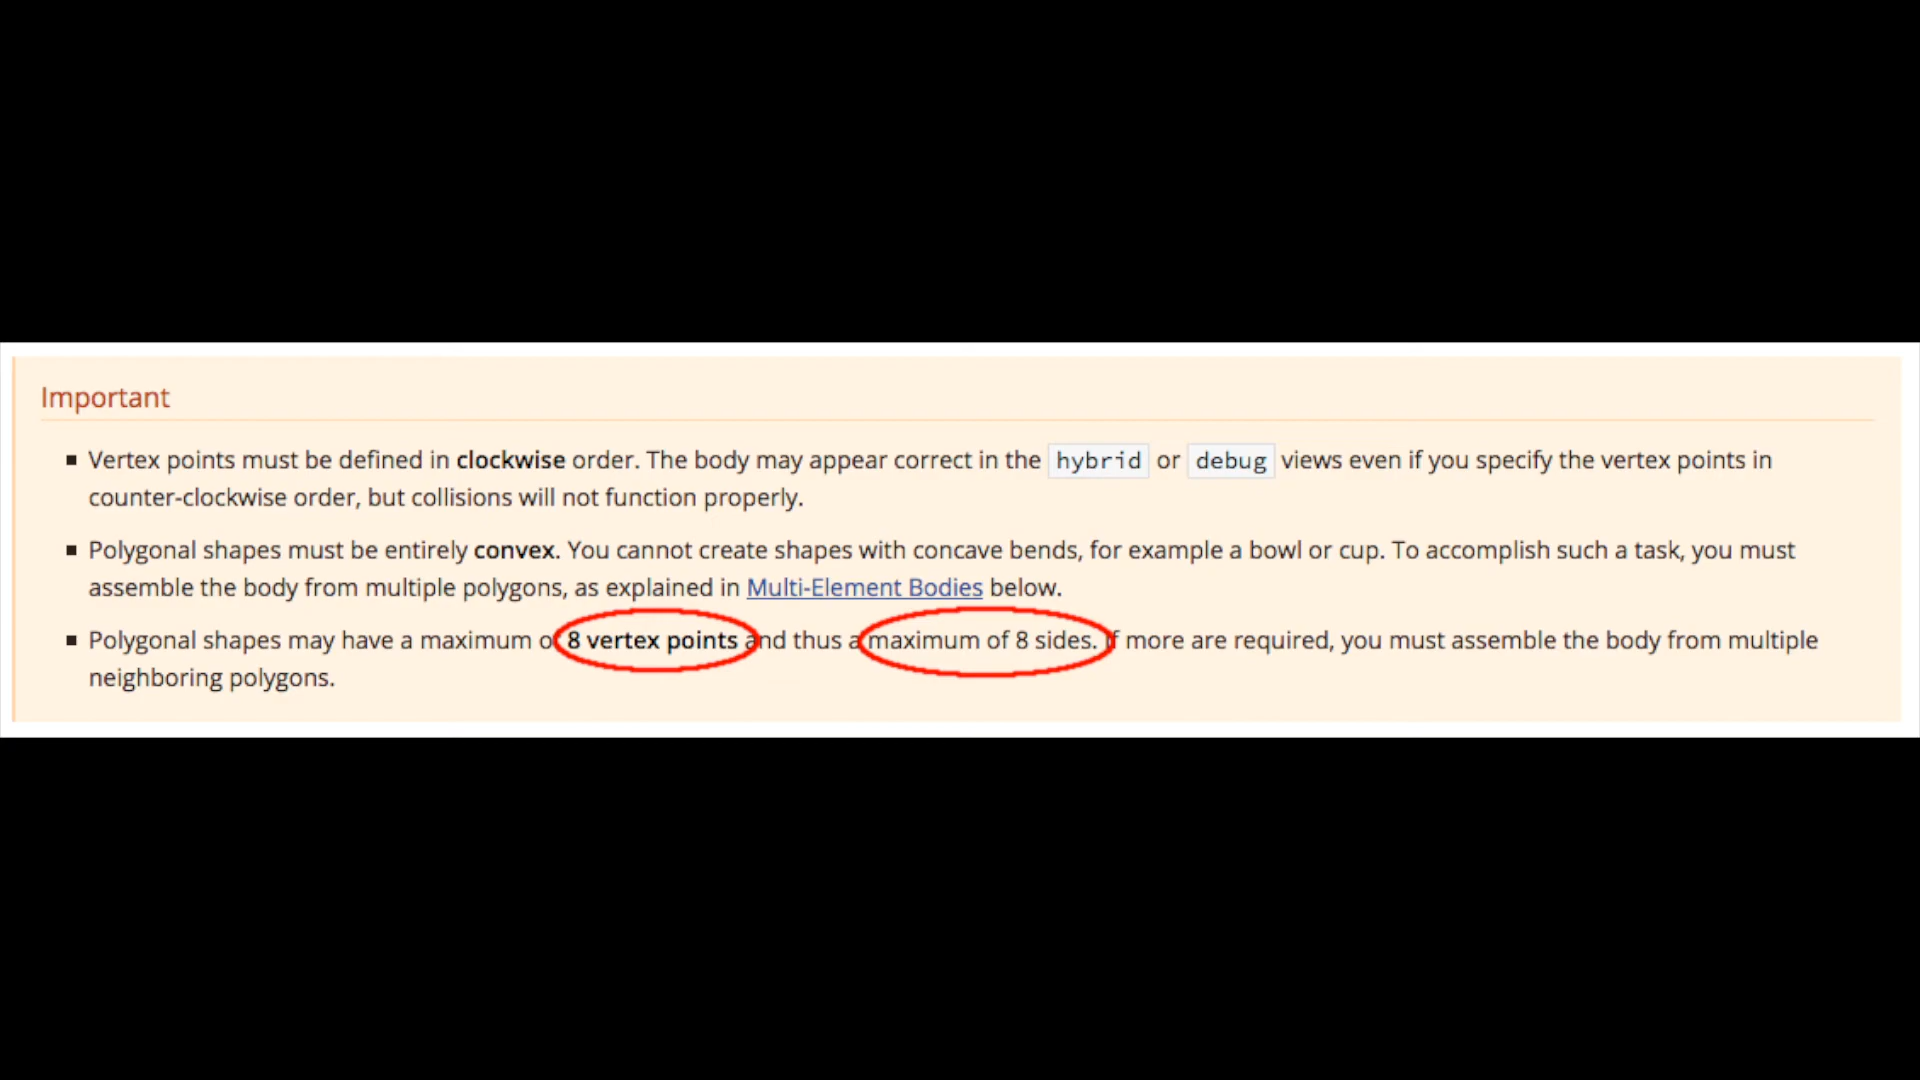 Important
Vertex points must be defined in clockwise order. The body may appear correct in the hybrid or debug views even if you specify the vertex points in
counter-clockwise order, but collisions will not function properly.
Polygonal shapes must be entirely convex. You cannot create shapes with concave bends, for example a bowl or cup. To accomplish such a task, you must
assemble the body from multiple polygons, as explained in Multi-Element Bodies below.
Polygonal shapes may have a maximum of 8 vertex points and thus a maximum of 8 sides. If more are required, you must assemble the body from multiple
neighboring polygons.